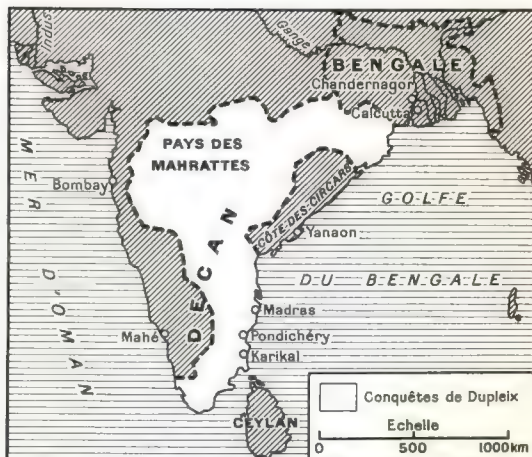 Indus
Gange
BENGALE
Chandernagor
Calcutta
PAYS DES
MAHRATTES
Bombay
MER D'OMAN
DECAN
CÔTE-DES-CIRCARS
Yanaon
GOLFE
DU BENGALE
Madras
Mahé
Pondichéry
Karikal
CEYLAN
Conquêtes de Dupleix
Echelle
0 500 1000km